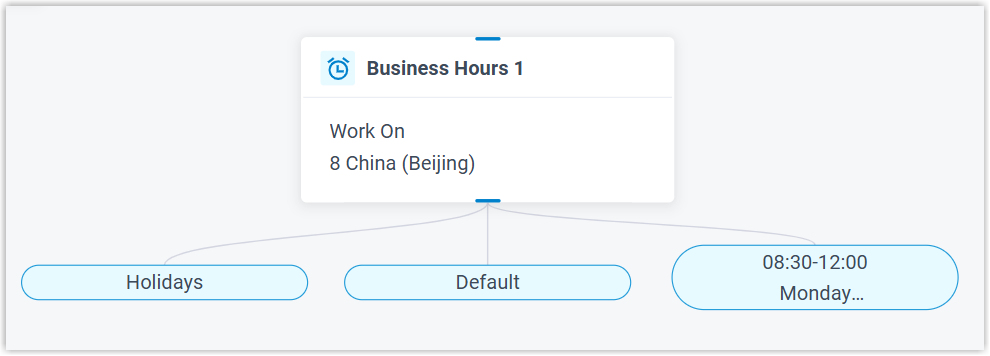 Business Hours 1
Work On
8 China (Beijing)
Holidays
Default
08:30-12:00
Monday...